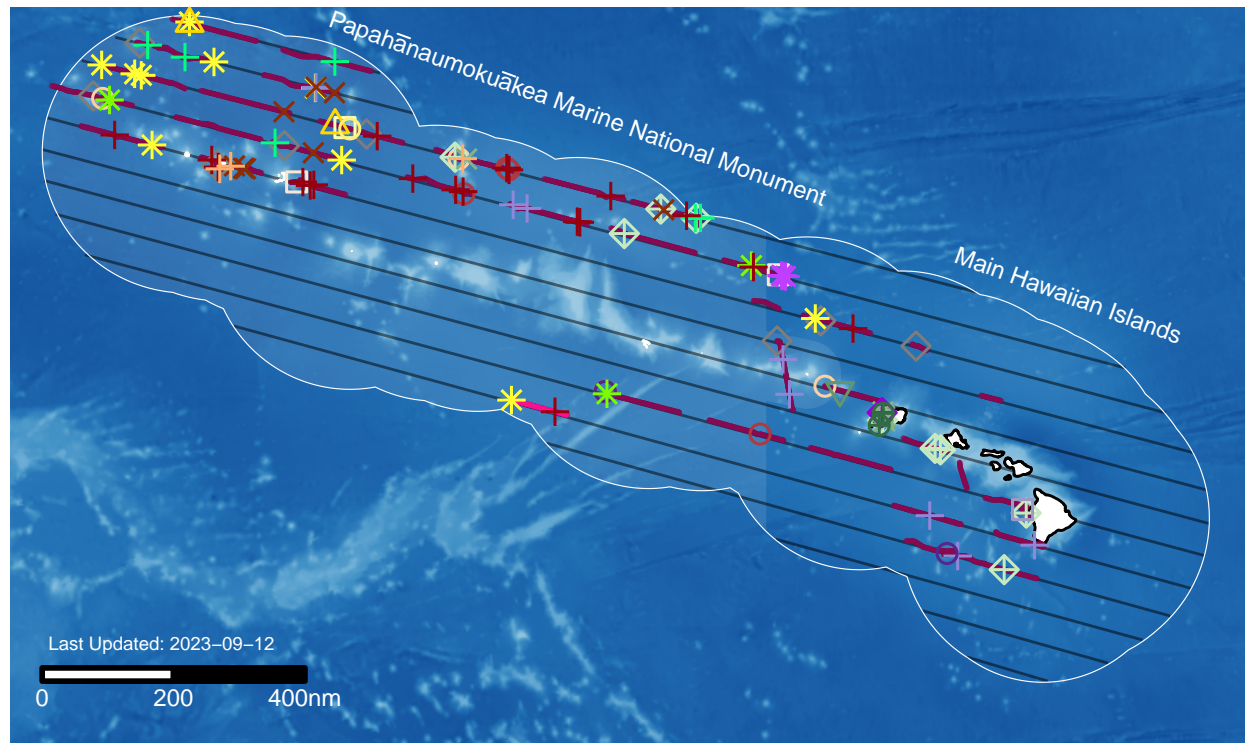 Papahānaumokuākea Marine National Monument
Main Hawaiian Islands
Last Updated: 2023−09−12
0 200 400nm